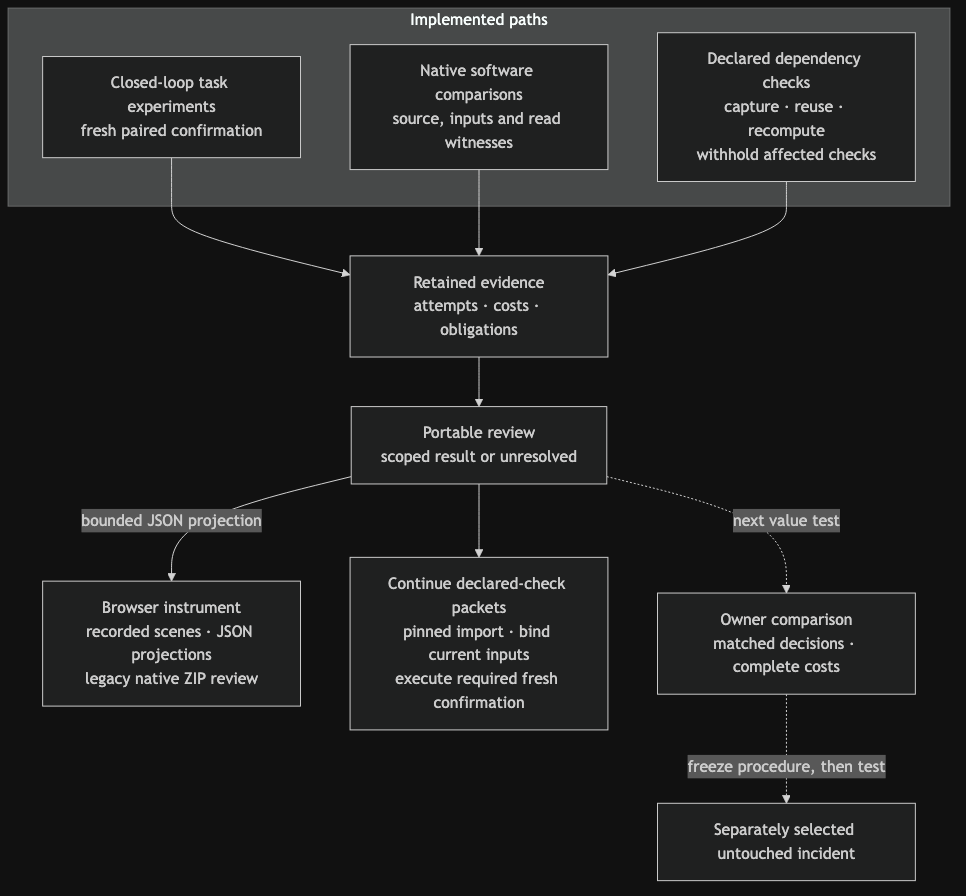 Implemented paths
Closed-loop task
experiments
fresh paired confirmation
Native software
comparisons
source, inputs and read
witnesses
Declared dependency
checks
capture · reuse ·
recompute
withhold affected checks
Retained evidence
attempts · costs ·
obligations
Portable review
scoped result or unresolved
bounded JSON projection
next value test
Browser instrument
recorded scenes · JSON
projections
legacy native ZIP review
Continue declared-check
packets
pinned import · bind
current inputs
execute required fresh
confirmation
Owner comparison
matched decisions ·
complete costs
freeze procedure, then test
Separately selected
untouched incident